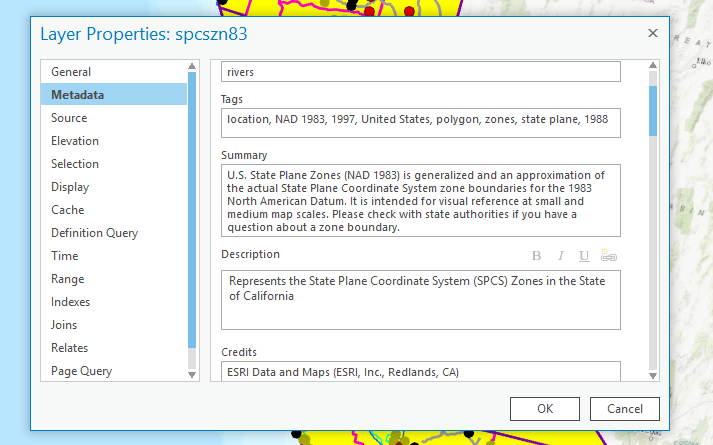 Layer Properties: spcszn83
General
Metadata
Source
Elevation
Selection
Display
Cache
Definition Query
Time
Range
Indexes
Joins
Relates
Page Query
rivers
Tags
location, NAD 1983, 1997, United States, polygon, zones, state plane, 1988
Summary
U.S. State Plane Zones (NAD 1983) is generalized and an approximation of
the actual State Plane Coordinate System zone boundaries for the 1983
North American Datum. It is intended for visual reference at small and
medium map scales. Please check with state authorities if you have a
question about a zone boundary.
Description
B I U
Represents the State Plane Coordinate System (SPCS) Zones in the State
of California
Credits
ESRI Data and Maps (ESRI, Inc., Redlands, CA)
OK
Cancel
Elko